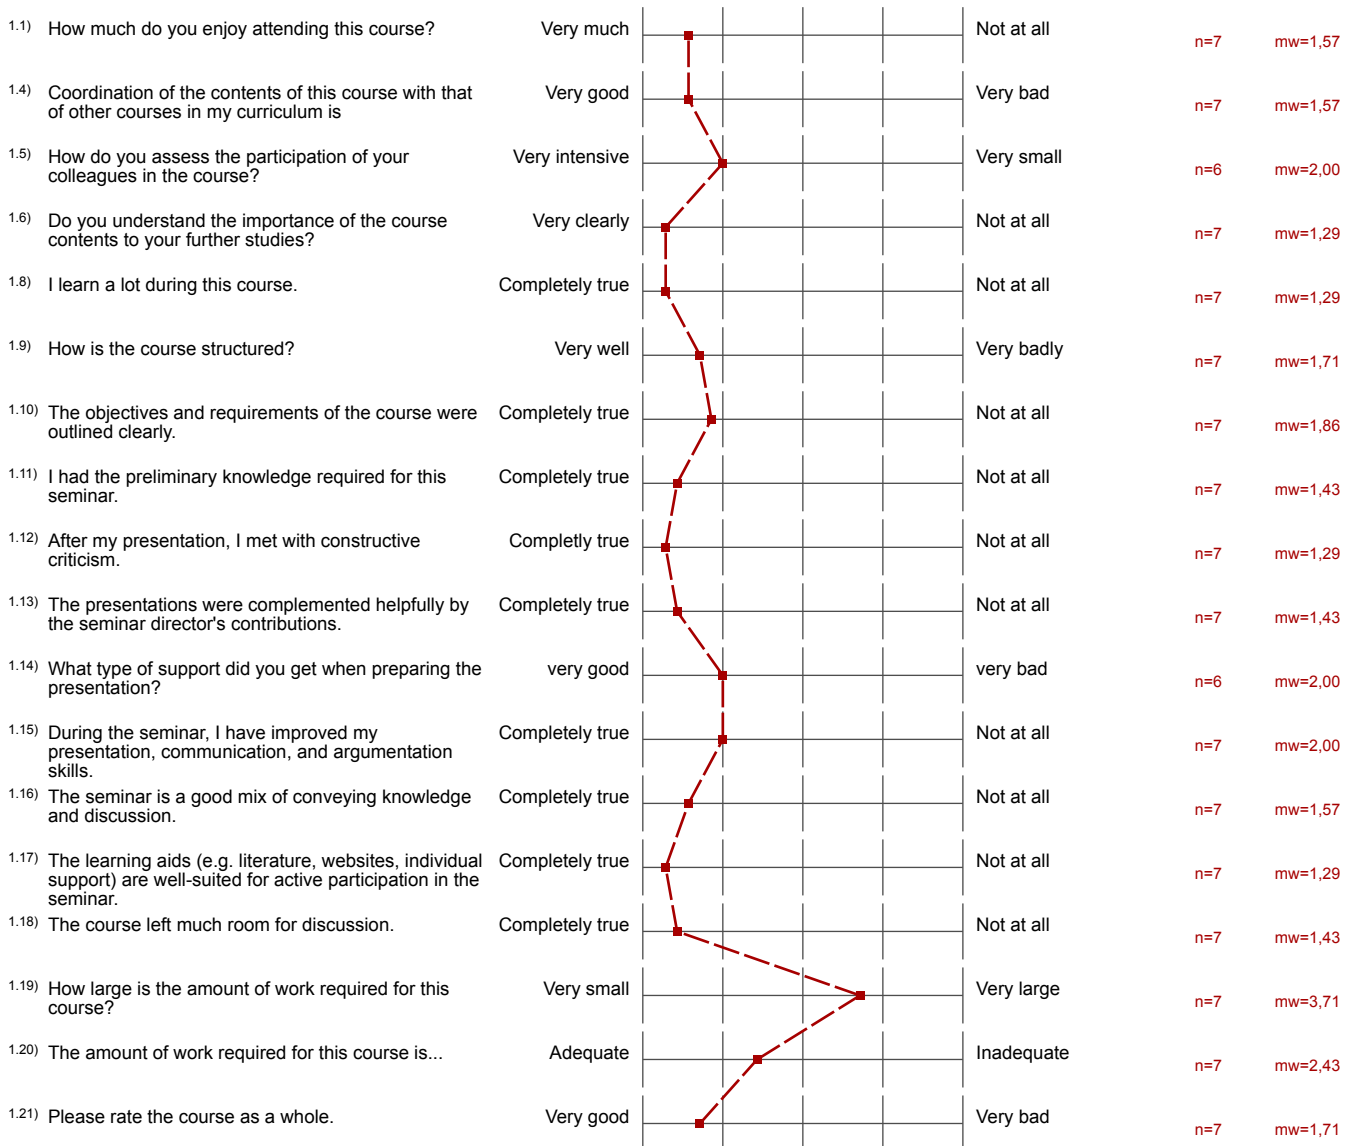 1.1) How much do you enjoy attending this course? Very much Not at all n=7 mw=1,57
1.4) Coordination of the contents of this course with that Very good Very bad n=7 mw=1,57
of other courses in my curriculum is
1.5) How do you assess the participation of your Very intensive Very small n=6 mw=2,00
colleagues in the course?
1.6) Do you understand the importance of the course Very clearly Not at all n=7 mw=1,29
contents to your further studies?
1.8) I learn a lot during this course. Completely true Not at all n=7 mw=1,29
1.9) How is the course structured? Very well Very badly n=7 mw=1,71
1.10) The objectives and requirements of the course were Completely true Not at all n=7 mw=1,86
outlined clearly.
1.11) I had the preliminary knowledge required for this Completely true Not at all n=7 mw=1,43
seminar.
1.12) After my presentation, I met with constructive Completly true Not at all n=7 mw=1,29
criticism.
1.13) The presentations were complemented helpfully by Completely true Not at all n=7 mw=1,43
the seminar director's contributions.
1.14) What type of support did you get when preparing the very good very bad n=6 mw=2,00
presentation?
1.15) During the seminar, I have improved my Completely true Not at all n=7 mw=2,00
presentation, communication, and argumentation
skills.
1.16) The seminar is a good mix of conveying knowledge Completely true Not at all n=7 mw=1,57
and discussion.
1.17) The learning aids (e.g. literature, websites, individual Completely true Not at all n=7 mw=1,29
support) are well-suited for active participation in the
seminar.
1.18) The course left much room for discussion. Completely true Not at all n=7 mw=1,43
1.19) How large is the amount of work required for this Very small Very large n=7 mw=3,71
course?
1.20) The amount of work required for this course is... Adequate Inadequate n=7 mw=2,43
1.21) Please rate the course as a whole. Very good Very bad n=7 mw=1,71